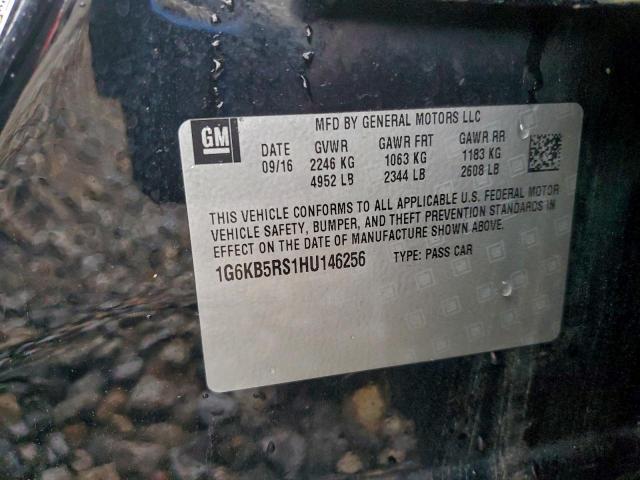 GM
MFD BY GENERAL MOTORS LLC
DATE GVWR GAWR FRT GAWR RR
09/16 2246 KG 1063 KG 1183 KG
4952 LB 2344 LB 2608 LB
THIS VEHICLE CONFORMS TO ALL APPLICABLE U.S. FEDERAL MOTOR
VEHICLE SAFETY, BUMPER, AND THEFT PREVENTION STANDARDS IN
EFFECT ON THE DATE OF MANUFACTURE SHOWN ABOVE.
1G6KB5RS1HU146256 TYPE: PASS CAR